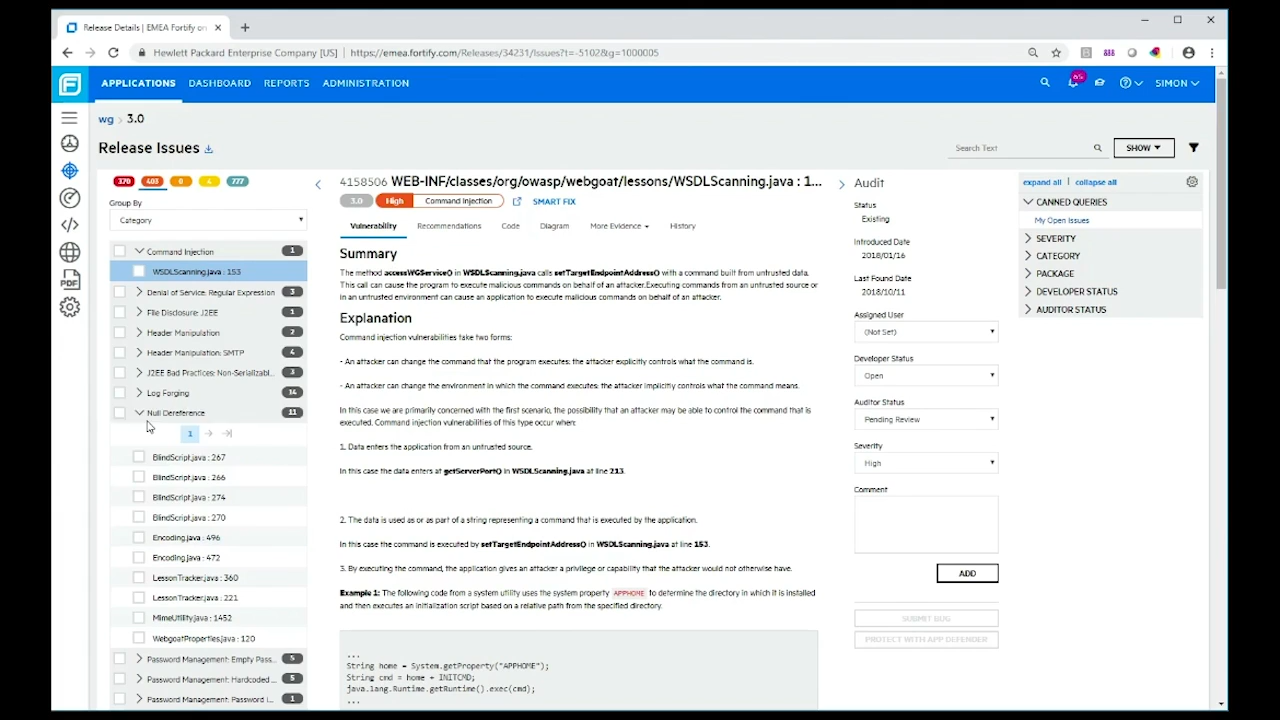 Release Details | EMEA Fortify on
Hewlett Packard Enterprise Company [US] | https://emea.fortify.com/Releases/34231/Issues?t=-5102&g=1000005
APPLICATIONS DASHBOARD REPORTS ADMINISTRATION
SIMON
wg > 3.0
Release Issues
Search Text
SHOW
370 403 0 4 777
Group By
Category
Command Injection 1
WSDLScanning.java : 153
Denial of Service: Regular Expression 3
File Disclosure: J2EE 1
Header Manipulation 2
Header Manipulation: SMTP 4
J2EE Bad Practices: Non-Serializabl... 3
Log Forging 14
Null Dereference 11
1
BlindScript.java : 267
BlindScript.java : 266
BlindScript.java : 274
BlindScript.java : 270
Encoding.java : 496
Encoding.java : 472
LessonTracker.java : 360
LessonTracker.java : 221
MimeUtility.java : 1452
WebgoatProperties.java : 120
Password Management: Empty Pass... 5
Password Management: Hardcoded ... 5
Password Management: Password i... 1
4158506 WEB-INF/classes/org/owasp/webgoat/lessons/WSDLScanning.java : 1...
3.0 High Command Injection SMART FIX
Vulnerability Recommendations Code Diagram More Evidence History
Summary
The method accessWGService() in WSDLScanning.java calls setTargetEndpointAddress() with a command built from untrusted data.
This call can cause the program to execute malicious commands on behalf of an attacker.Executing commands from an untrusted source or
in an untrusted environment can cause an application to execute malicious commands on behalf of an attacker.
Explanation
Command injection vulnerabilities take two forms:
- An attacker can change the command that the program executes: the attacker explicitly controls what the command is.
- An attacker can change the environment in which the command executes: the attacker implicitly controls what the command means.
In this case we are primarily concerned with the first scenario, the possibility that an attacker may be able to control the command that is
executed. Command injection vulnerabilities of this type occur when:
1. Data enters the application from an untrusted source.
In this case the data enters at getServerPort() in WSDLScanning.java at line 213.
2. The data is used as or as part of a string representing a command that is executed by the application.
In this case the command is executed by setTargetEndpointAddress() in WSDLScanning.java at line 153.
3. By executing the command, the application gives an attacker a privilege or capability that the attacker would not otherwise have.
Example 1: The following code from a system utility uses the system property APPHOME to determine the directory in which it is installed
and then executes an initialization script based on a relative path from the specified directory.
...
String home = System.getProperty("APPHOME");
String cmd = home + INITCMD;
java.lang.Runtime.getRuntime().exec(cmd);
...
Audit
Status
Existing
Introduced Date
2018/01/16
Last Found Date
2018/10/11
Assigned User
(Not Set)
Developer Status
Open
Auditor Status
Pending Review
Severity
High
Comment
ADD
SUBMIT BUG
PROTECT WITH APP DEFENDER
expand all | collapse all
CANNED QUERIES
My Open Issues
SEVERITY
CATEGORY
PACKAGE
DEVELOPER STATUS
AUDITOR STATUS